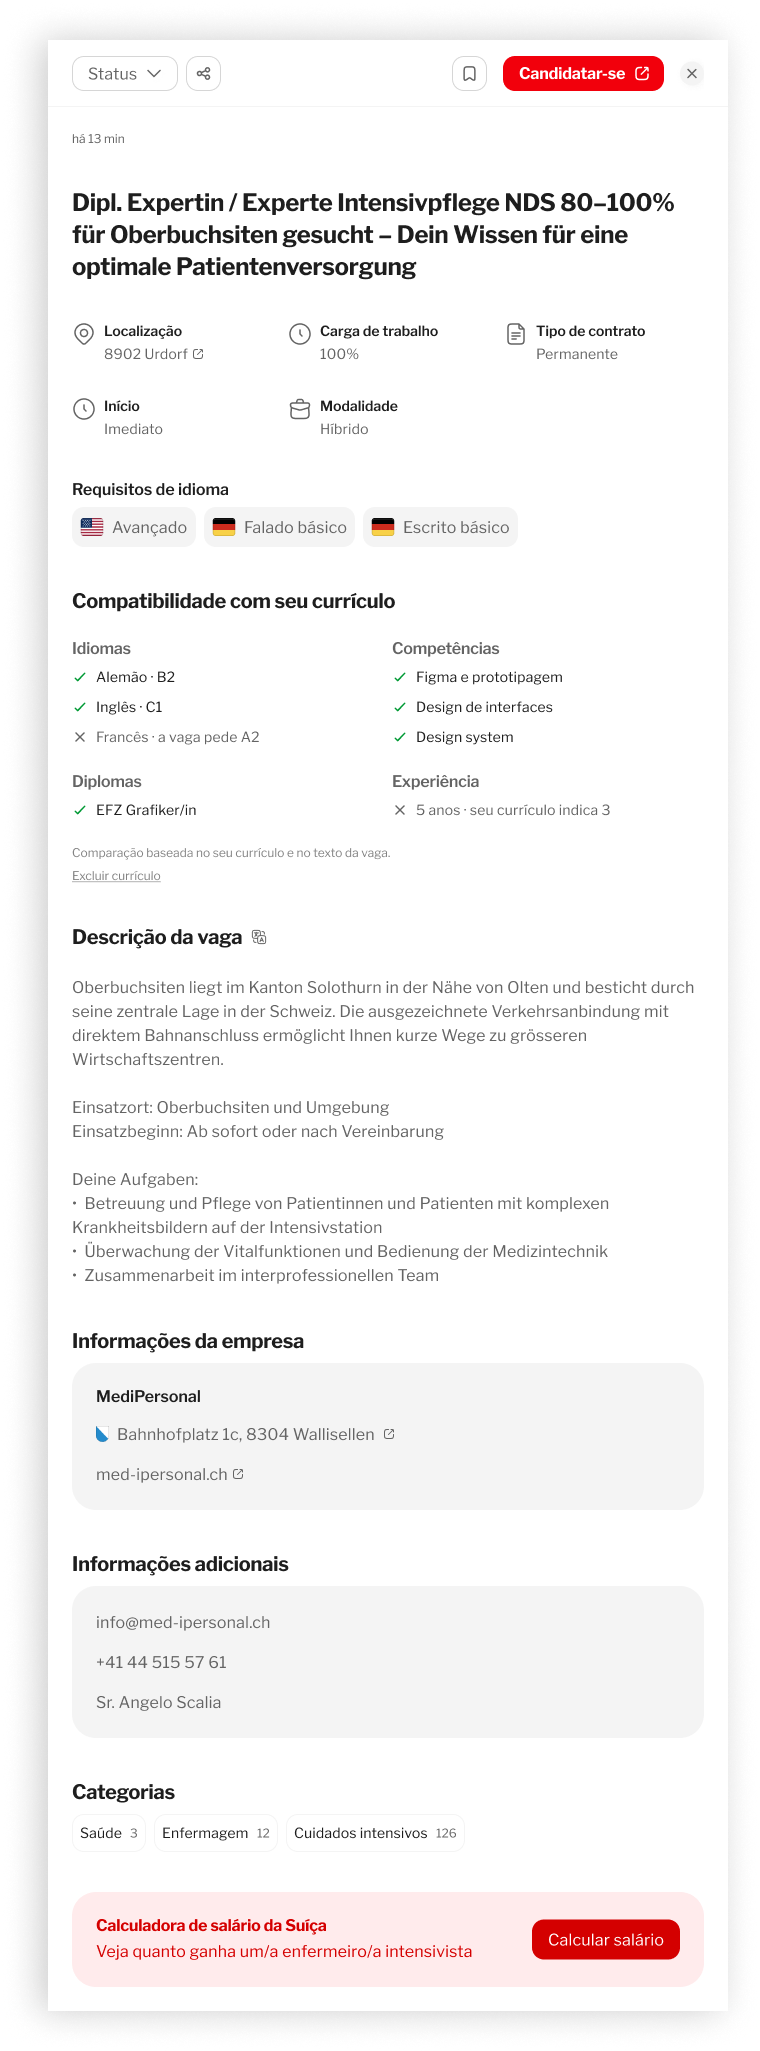 Status
Candidatar-se
há 13 min
Dipl. Expertin / Experte Intensivpflege NDS 80–100%
für Oberbuchsiten gesucht – Dein Wissen für eine
optimale Patientenversorgung
Localização
8902 Urdorf
Carga de trabalho
100%
Tipo de contrato
Permanente
Início
Imediato
Modalidade
Híbrido
Requisitos de idioma
Avançado
Falado básico
Escrito básico
Compatibilidade com seu currículo
Idiomas
Alemão · B2
Inglês · C1
Francês · a vaga pede A2
Competências
Figma e prototipagem
Design de interfaces
Design system
Diplomas
EFZ Grafiker/in
Experiência
5 anos · seu currículo indica 3
Comparação baseada no seu currículo e no texto da vaga.
Excluir currículo
Descrição da vaga
Oberbuchsiten liegt im Kanton Solothurn in der Nähe von Olten und besticht durch
seine zentrale Lage in der Schweiz. Die ausgezeichnete Verkehrsanbindung mit
direktem Bahnanschluss ermöglicht Ihnen kurze Wege zu grösseren
Wirtschaftszentren.
Einsatzort: Oberbuchsiten und Umgebung
Einsatzbeginn: Ab sofort oder nach Vereinbarung
Deine Aufgaben:
• Betreuung und Pflege von Patientinnen und Patienten mit komplexen
Krankheitsbildern auf der Intensivstation
• Überwachung der Vitalfunktionen und Bedienung der Medizintechnik
• Zusammenarbeit im interprofessionellen Team
Informações da empresa
MediPersonal
Bahnhofplatz 1c, 8304 Wallisellen
med-ipersonal.ch
Informações adicionais
info@med-ipersonal.ch
+41 44 515 57 61
Sr. Angelo Scalia
Categorias
Saúde 3
Enfermagem 12
Cuidados intensivos 126
Calculadora de salário da Suíça
Veja quanto ganha um/a enfermeiro/a intensivista
Calcular salário